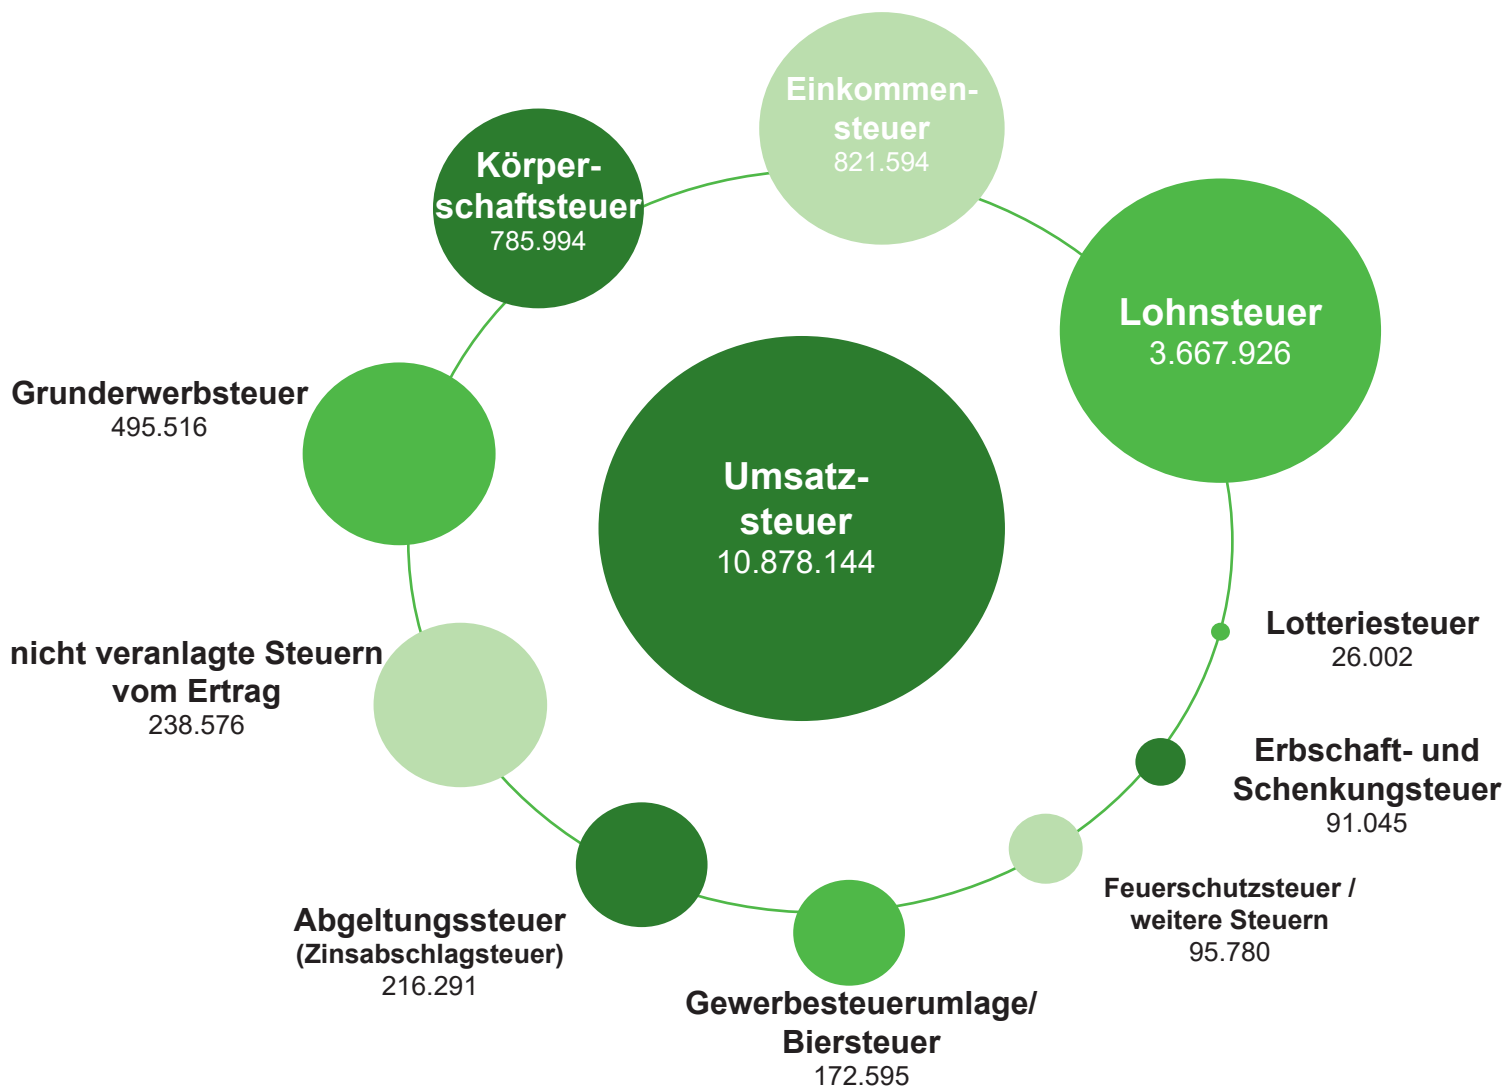 Einkommen-
steuer
821.594
Körper-
schaftsteuer
785.994
Lohnsteuer
3.667.926
Grunderwerbsteuer
495.516
Umsatz-
steuer
10.878.144
Lotteriesteuer
26.002
nicht veranlagte Steuern
vom Ertrag
238.576
Erbschaft- und
Schenkungsteuer
91.045
Feuerschutzsteuer /
weitere Steuern
95.780
Abgeltungssteuer
(Zinsabschlagsteuer)
216.291
Gewerbesteuerumlage/
Biersteuer
172.595